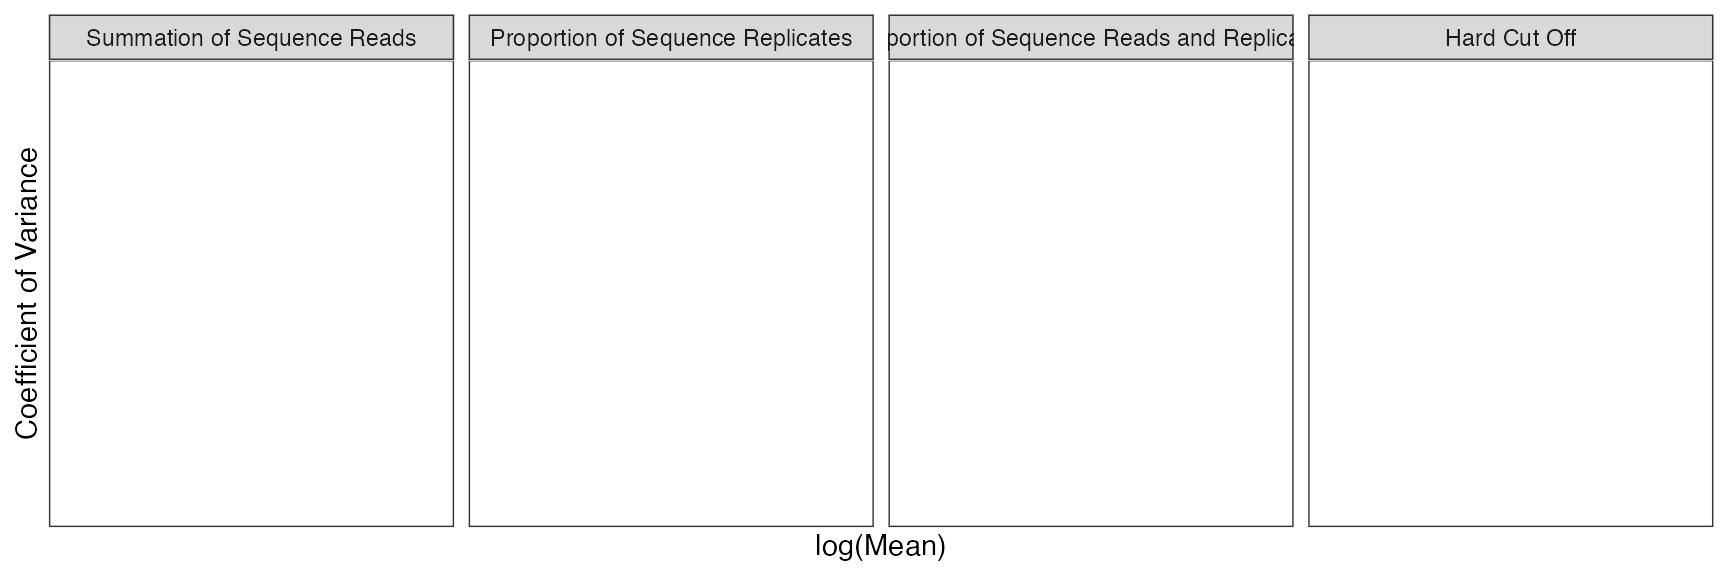 Summation of Sequence Reads
Proportion of Sequence Replicates
portion of Sequence Reads and Replica
Hard Cut Off
Coefficient of Variance
log(Mean)